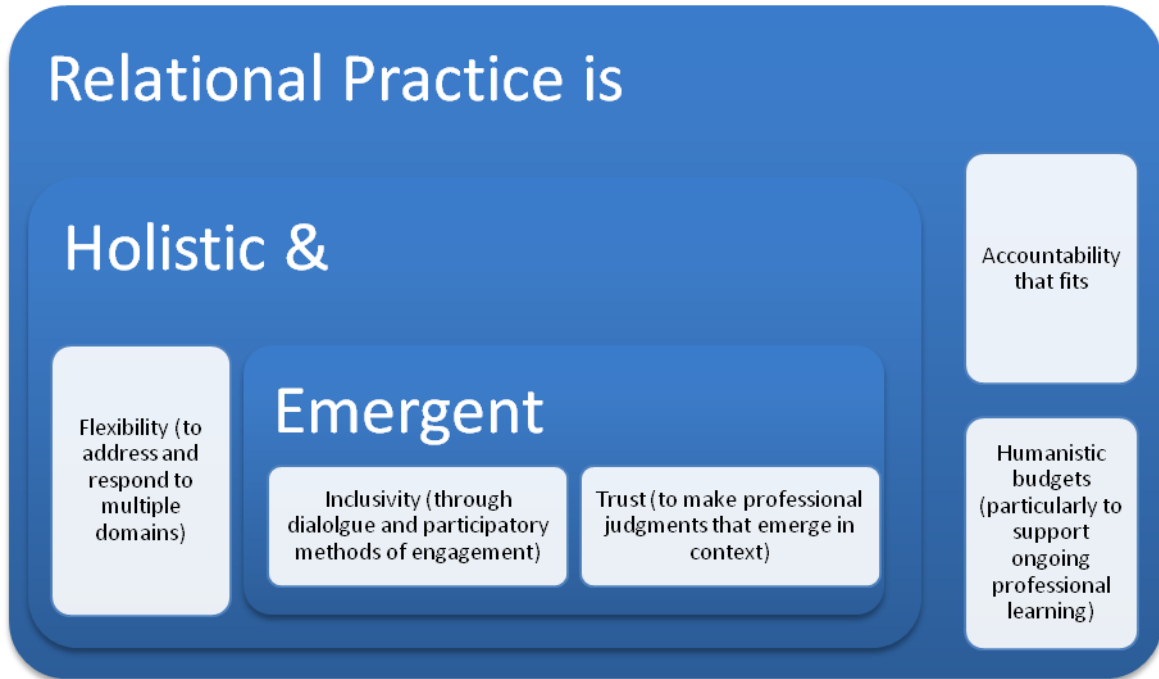 Relational Practice is
Holistic &
Flexibility (to
address and
respond to
multiple
domains)
Emergent
Inclusivity (through
dialolgue and participatory
methods of engagement)
Trust (to make professional
judgments that emerge in
context)
Accountability
that fits
Humanistic
budgets
(particularly to
support
ongoing
professional
learning)